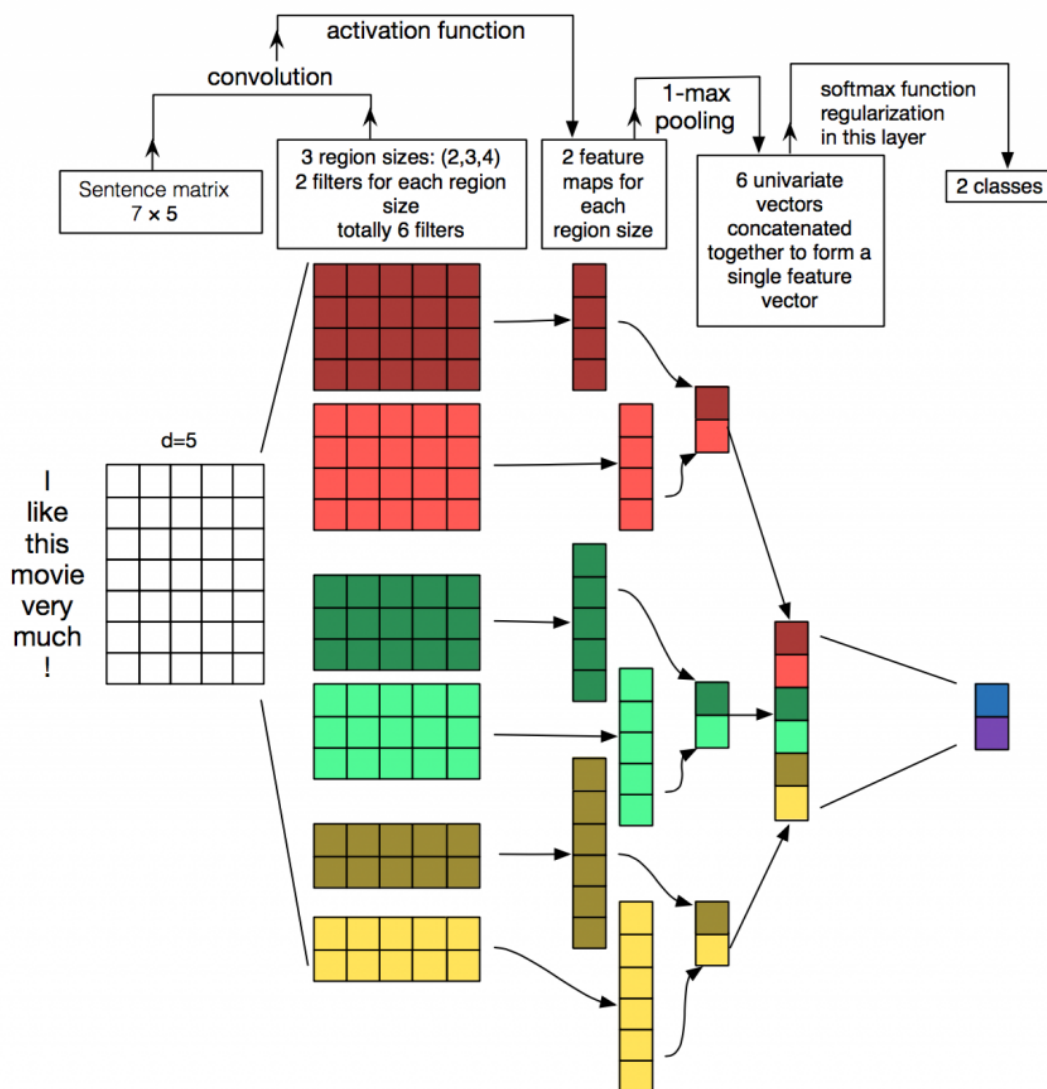 activation function
convolution
1-max
pooling
softmax function
regularization
in this layer
Sentence matrix
7 × 5
3 region sizes: (2,3,4)
2 filters for each region
size
totally 6 filters
2 feature
maps for
each
region size
6 univariate
vectors
concatenated
together to form a
single feature
vector
2 classes
d=5
I
like
this
movie
very
much
!